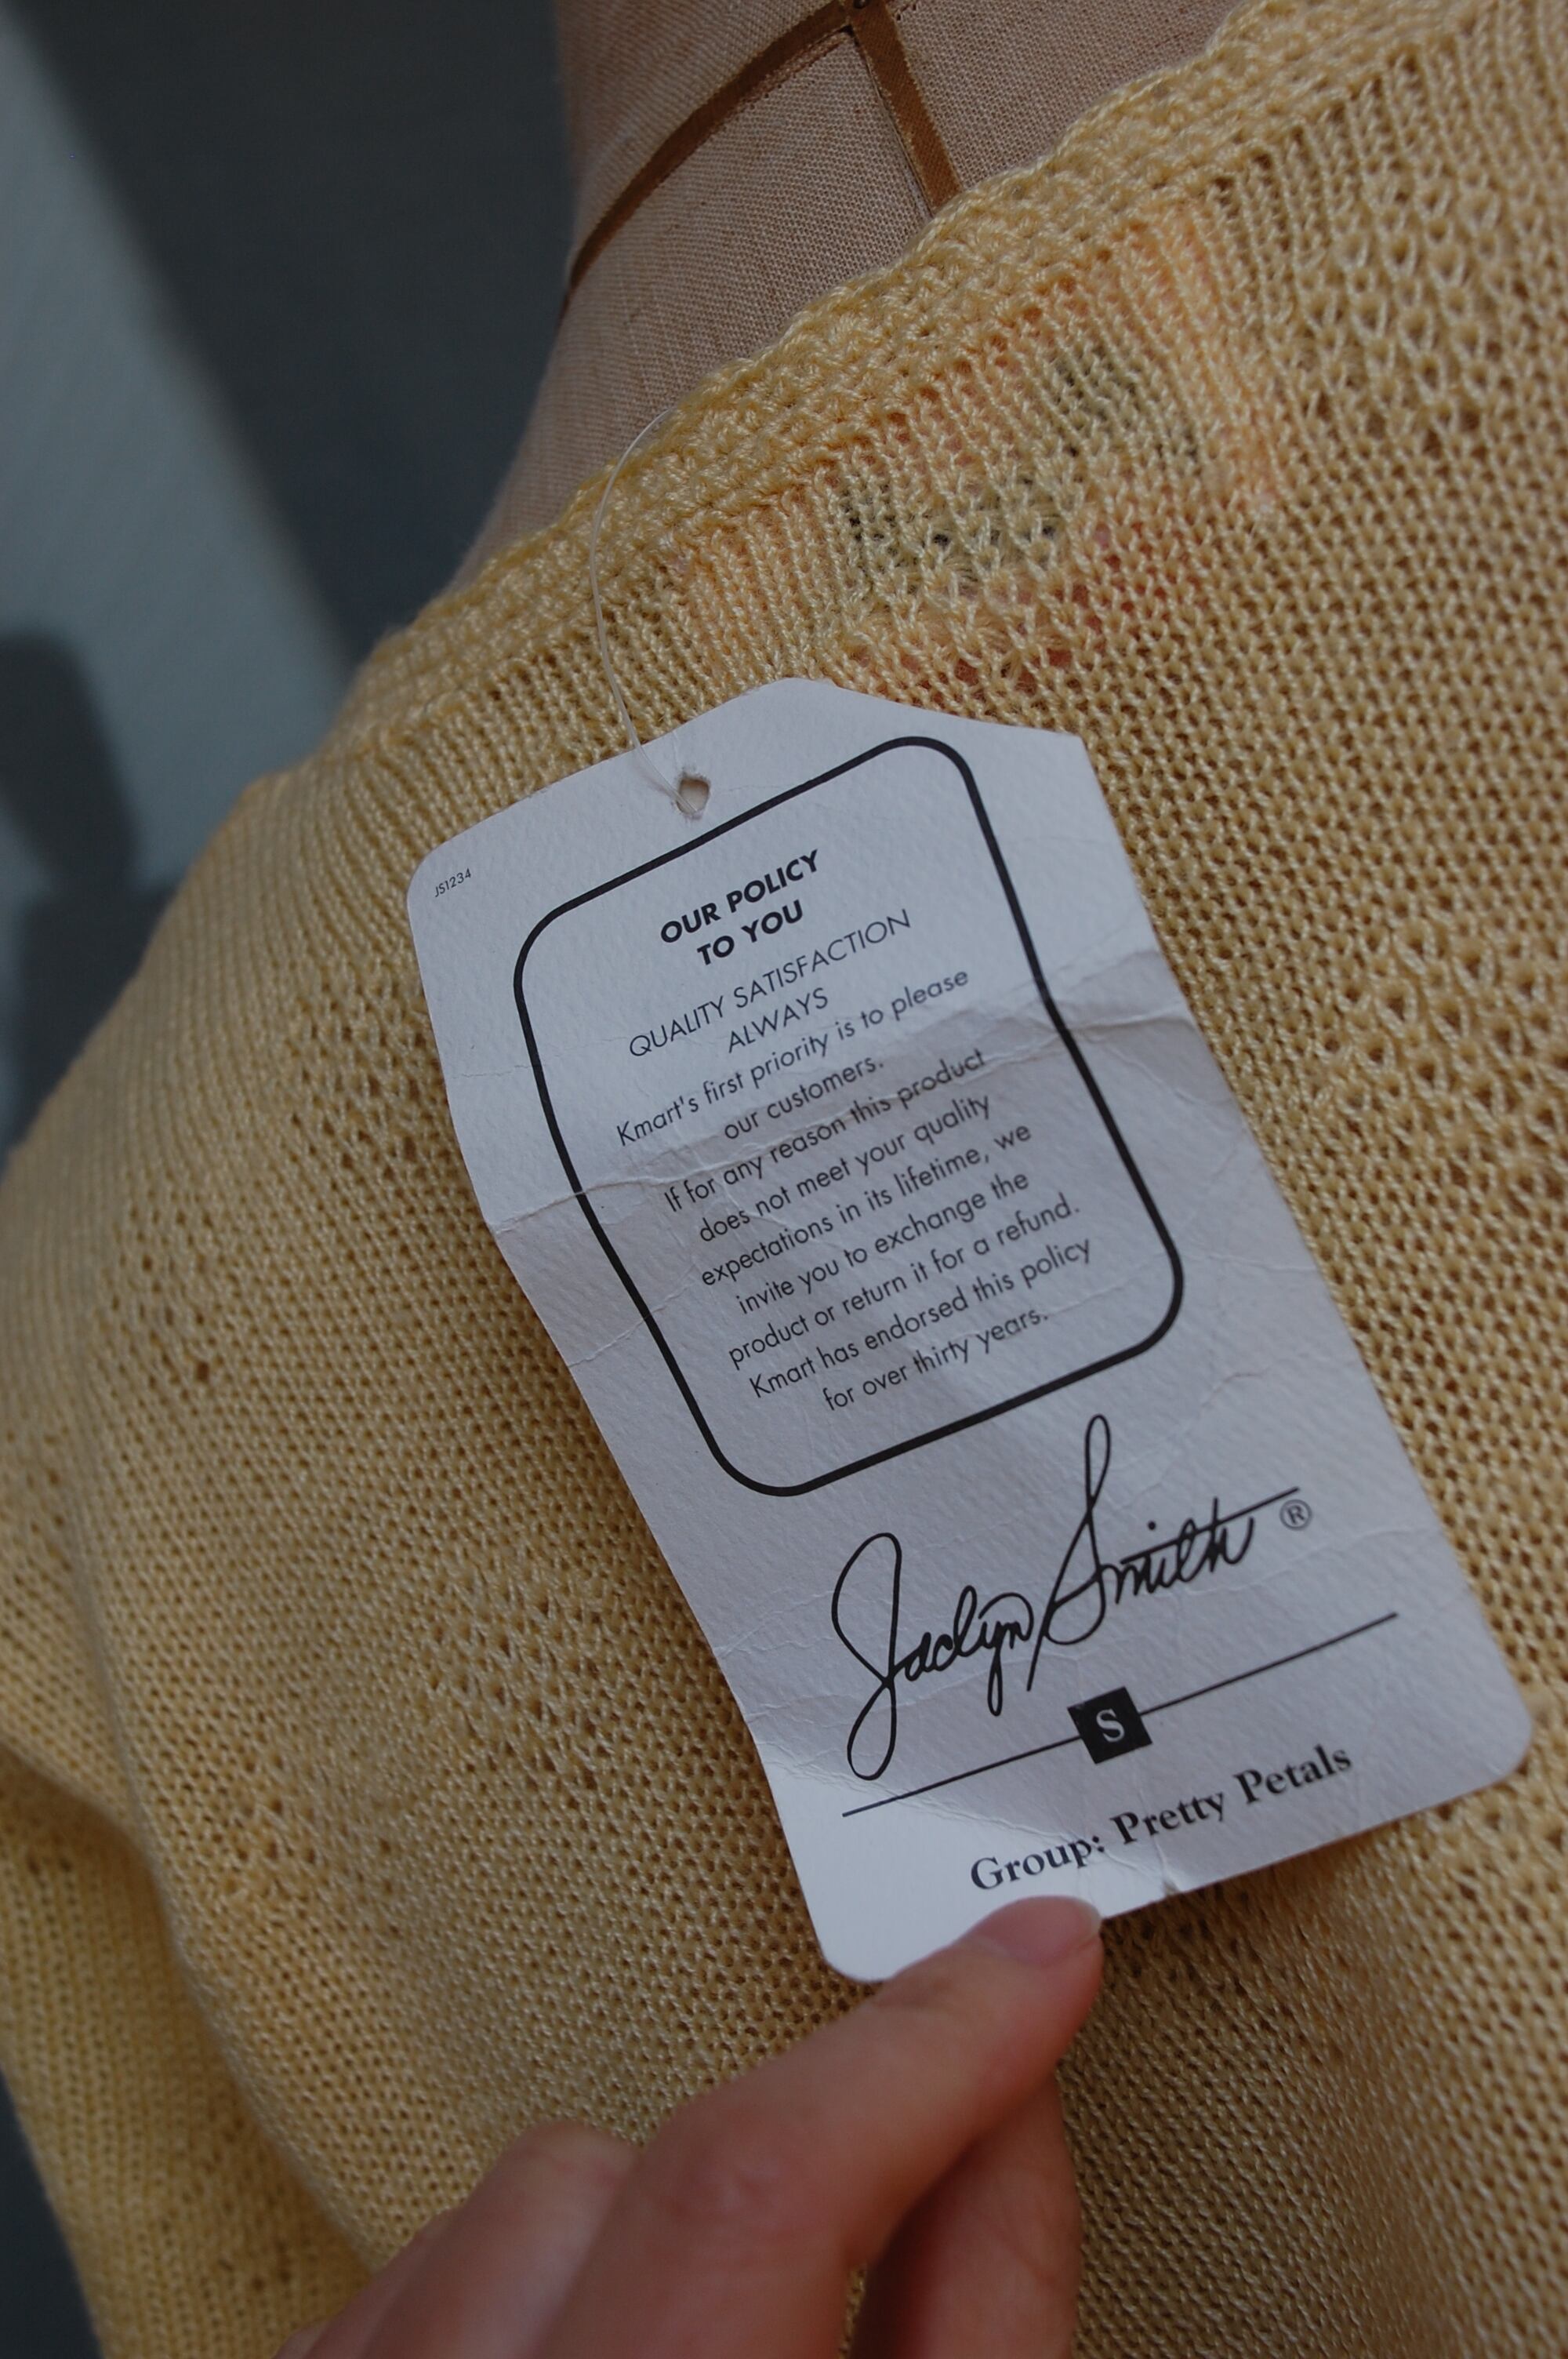 JS1234
OUR POLICY
TO YOU
QUALITY SATISFACTION
ALWAYS
Kmart's first priority is to please
our customers.
If for any reason this product
does not meet your quality
expectations in its lifetime, we
invite you to exchange the
product or return it for a refund.
Kmart has endorsed this policy
for over thirty years.
Jaclyn Smith ®
S
Group: Pretty Petals